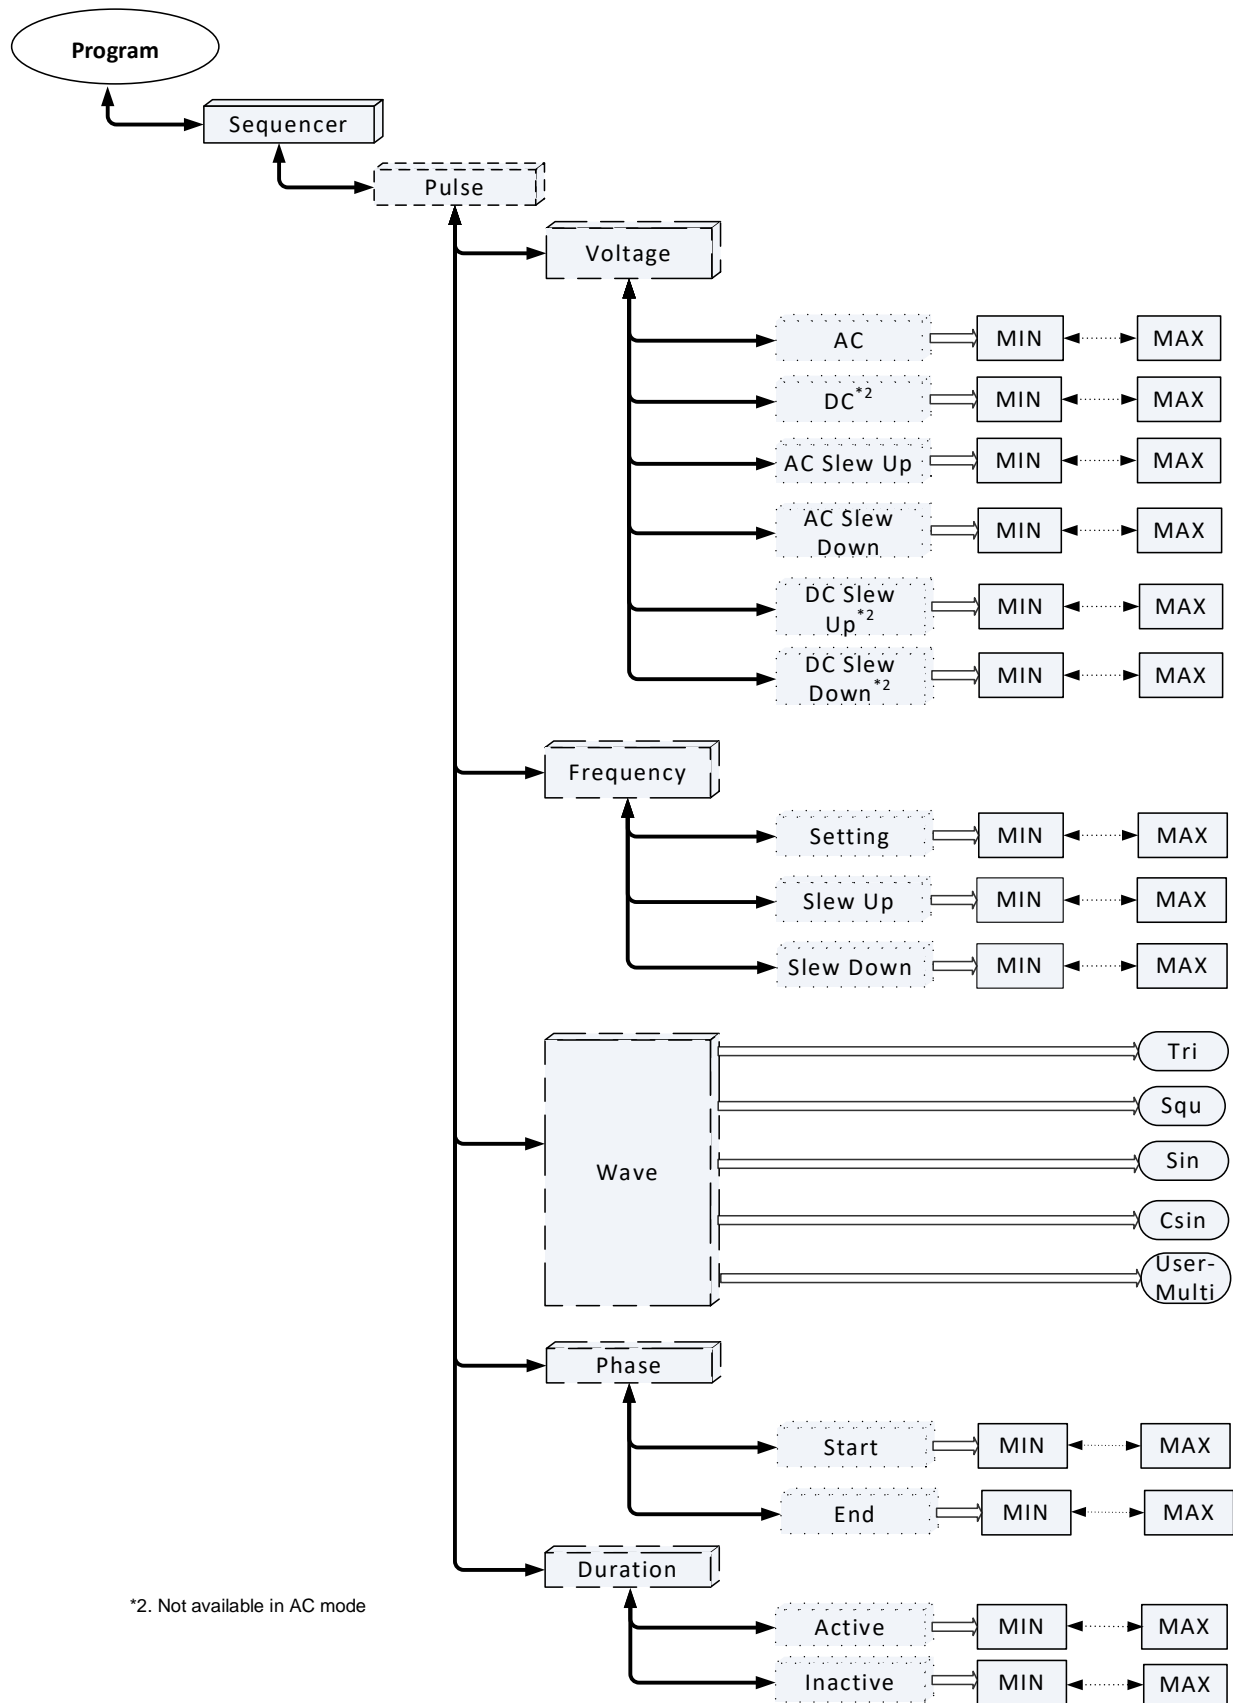 Program
Sequencer
Pulse
Voltage
AC MIN MAX
DC*2 MIN MAX
AC Slew Up MIN MAX
AC Slew
Down MIN MAX
DC Slew
Up*2 MIN MAX
DC Slew
Down*2 MIN MAX
Frequency
Setting MIN MAX
Slew Up MIN MAX
Slew Down MIN MAX
Wave
Tri
Squ
Sin
Csin
User-
Multi
Phase
Start MIN MAX
End MIN MAX
Duration
Active MIN MAX
Inactive MIN MAX
*2. Not available in AC mode